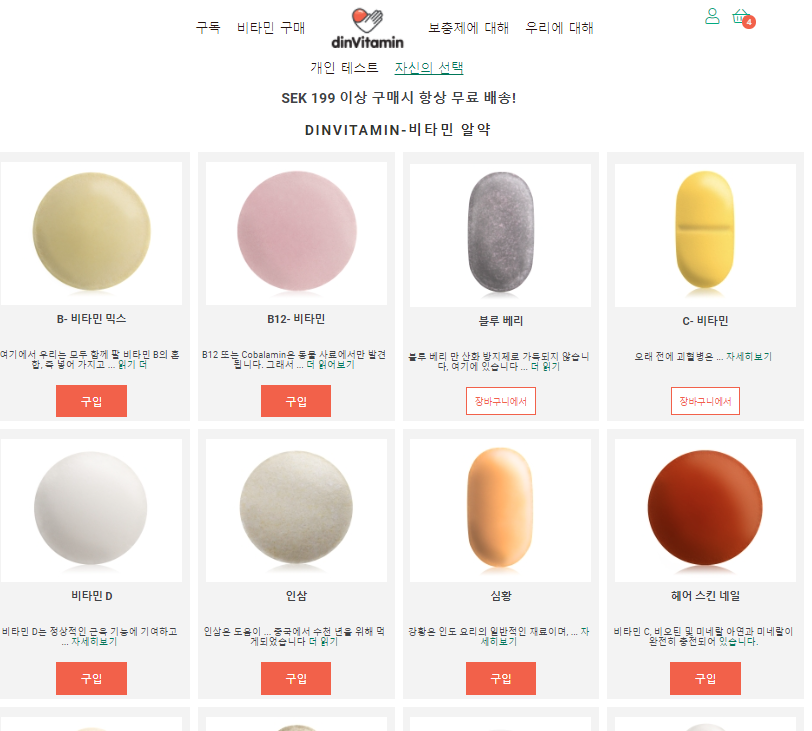 구독 비타민 구매 dinVitamin 보충제에 대해 우리에 대해 4
개인 테스트 자신의 선택
SEK 199 이상 구매시 항상 무료 배송!
DINVITAMIN-비타민 알약
B- 비타민 믹스
여기에서 우리는 모두 함께 팔 비타민 B의 혼
합, 즉 넣어 가지고 ... 읽기 더
구입
B12- 비타민
B12 또는 Cobalamin은 동물 사료에서만 발견
됩니다. 그래서 ... 더 읽어보기
구입
블루 베리
블루 베리 만 산화 방지제로 가득되지 않습니
다, 여기에 있습니다 ... 더 읽기
장바구니에서
C- 비타민
오래 전에 괴혈병은 ... 자세히보기
장바구니에서
비타민 D
비타민 D는 정상적인 근육 기능에 기여하고
... 자세히보기
구입
인삼
인삼은 도움이 ... 중국에서 수천 년을 위해 먹
게되었습니다 더 읽기
구입
심황
강황은 인도 요리의 일반적인 재료이며, ... 자
세히보기
구입
헤어 스킨 네일
비타민 C, 비오틴 및 미네랄 아연과 미네랄이
완전히 충전되어 있습니다.
구입